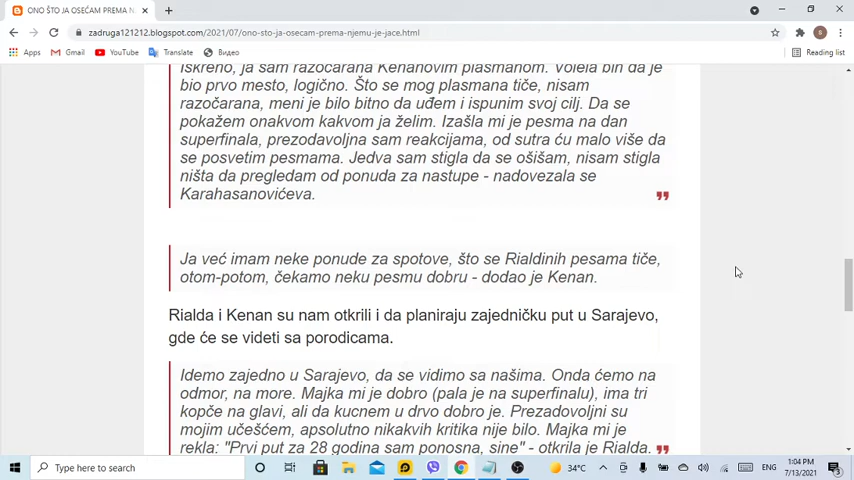 ONO ŠTO JA OSEĆAM PREMA N
zadruga121212.blogspot.com/2021/07/ono-sto-ja-osecam-prema-njemu-je-jace.html
Apps Gmail YouTube Translate Видео Reading list
Iskreno, ja sam razočarana Kenanovim plasmanom. Volela bih da je
bio prvo mesto, logično. Što se mog plasmana tiče, nisam
razočarana, meni je bilo bitno da uđem i ispunim svoj cilj. Da se
pokažem onakvom kakvom ja želim. Izašla mi je pesma na dan
superfinala, prezodavoljna sam reakcijama, od sutra ću malo više da
se posvetim pesmama. Jedva sam stigla da se ošišam, nisam stigla
ništa da pregledam od ponuda za nastupe - nadovezala se
Karahasanovićeva.
Ja već imam neke ponude za spotove, što se Rialdinih pesama tiče,
otom-potom, čekamo neku pesmu dobru - dodao je Kenan.
Rialda i Kenan su nam otkrili i da planiraju zajedničku put u Sarajevo,
gde će se videti sa porodicama.
Idemo zajedno u Sarajevo, da se vidimo sa našima. Onda ćemo na
odmor, na more. Majka mi je dobro (pala je na superfinalu), ima tri
kopče na glavi, ali da kucnem u drvo dobro je. Prezadovoljni su
mojim učešćem, apsolutno nikakvih kritika nije bilo. Majka mi je
rekla: "Prvi put za 28 godina sam ponosna, sine" - otkrila je Rialda.
Type here to search
34°C
ENG
1:04 PM
7/13/2021
3